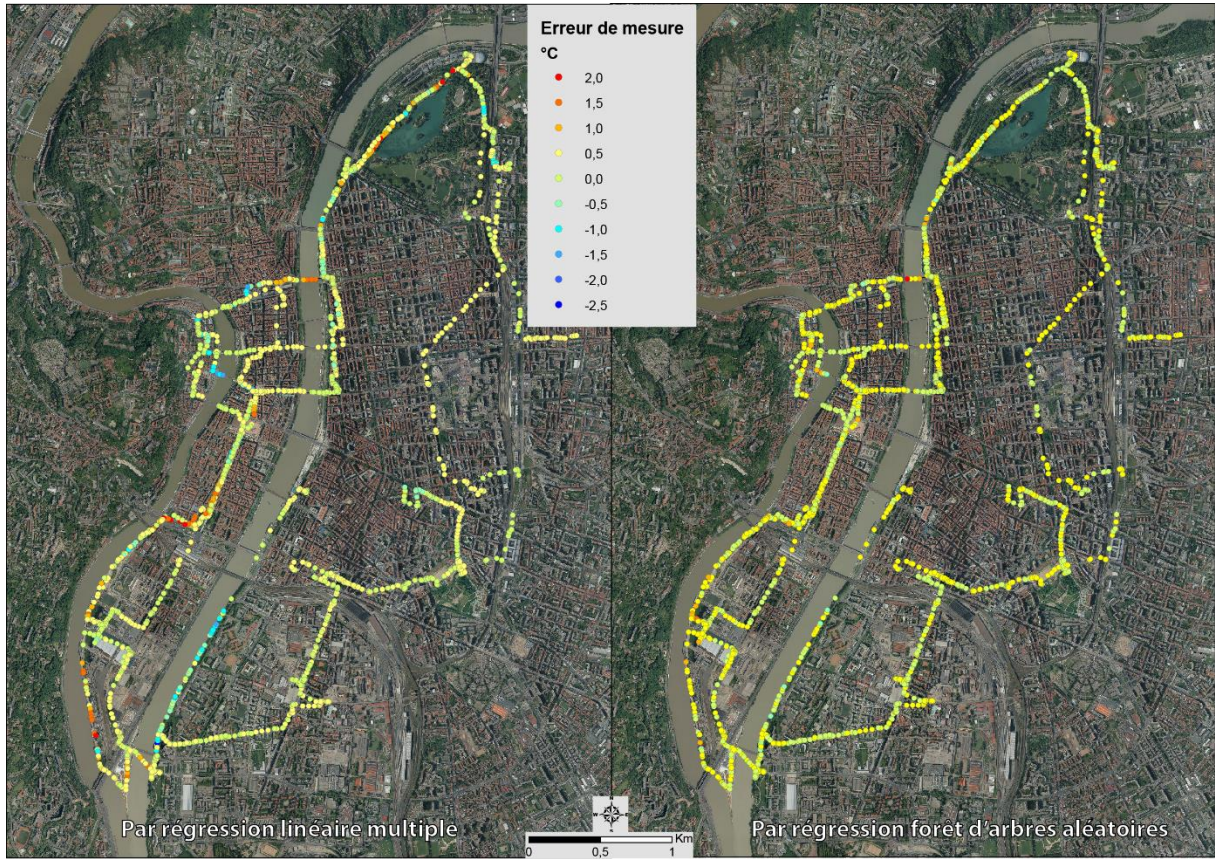 Erreur de mesure
°C
2,0
1,5
1,0
0,5
0,0
-0,5
-1,0
-1,5
-2,0
-2,5
Par régression linéaire multiple
N
W E
S
Km
0 0,5 1
Par régression forêt d'arbres aléatoires